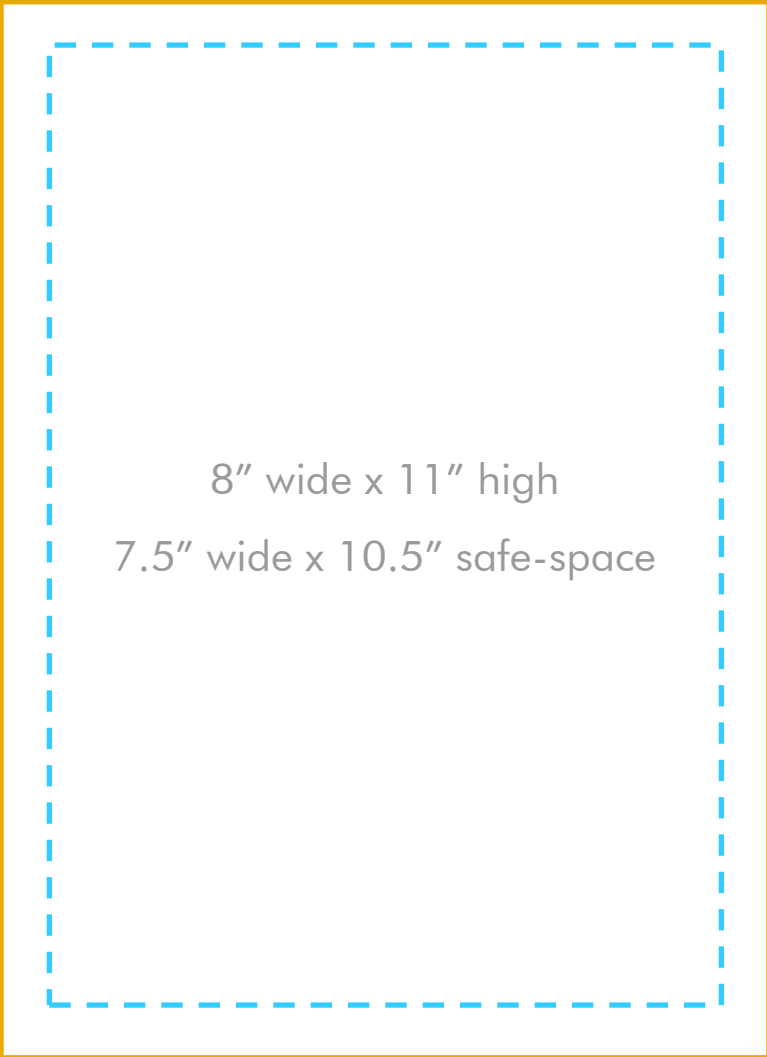 8” wide x 11” high
7.5” wide x 10.5” safe-space